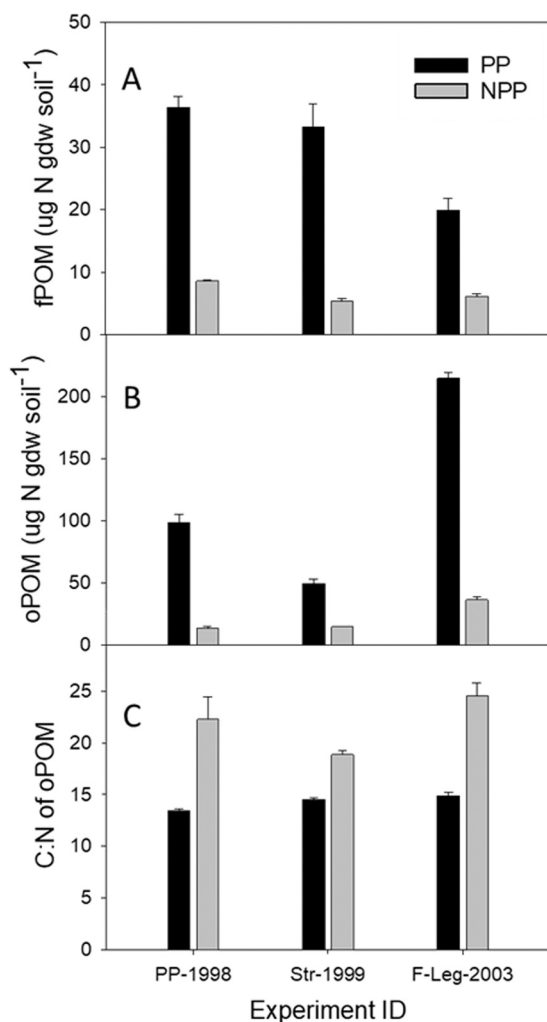 50
A
PP
NPP
40
30
20
10
0
fPOM (ug N gdw soil⁻¹)
B
200
150
100
50
0
oPOM (ug N gdw soil⁻¹)
C
25
20
15
10
5
0
C:N of oPOM
PP-1998 Str-1999 F-Leg-2003
Experiment ID